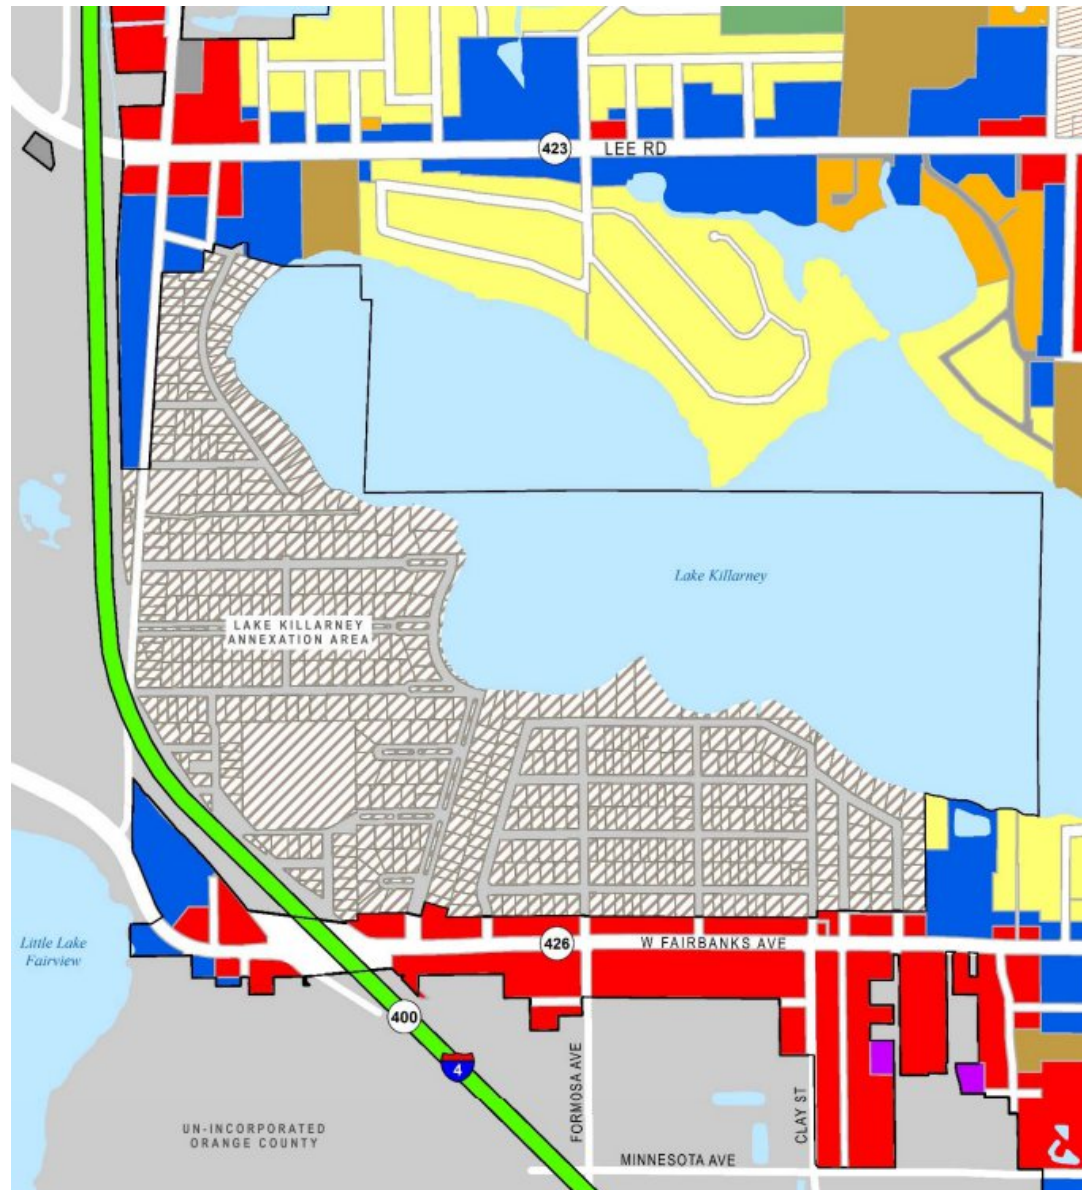 423
LEE RD
Lake Killarney
LAKE KILLARNEY
ANNEXATION AREA
Little Lake
Fairview
426
W FAIRBANKS AVE
400
4
FORMOSA AVE
CLAY ST
UN-INCORPORATED
ORANGE COUNTY
MINNESOTA AVE